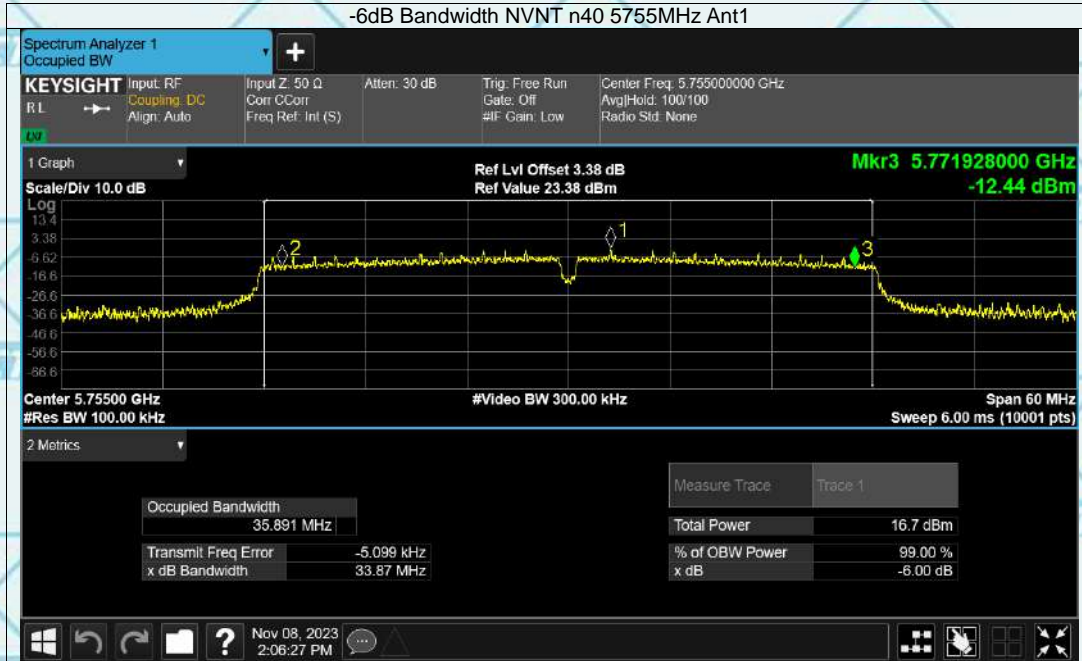 -6dB Bandwidth NVNT n40 5755MHz Ant1
Spectrum Analyzer 1
Occupied BW
+
KEYSIGHT
R L
LXI
Input: RF
Coupling: DC
Align: Auto
Input Z: 50 Ω
Corr CCorr
Freq Ref: Int (S)
Atten: 30 dB
Trig: Free Run
Gate: Off
#IF Gain: Low
Center Freq: 5.755000000 GHz
Avg|Hold: 100/100
Radio Std: None
1 Graph
Scale/Div 10.0 dB
Ref Lvl Offset 3.38 dB
Ref Value 23.38 dBm
Mkr3 5.771928000 GHz
-12.44 dBm
Log
13.4
3.38
-6.62
-16.6
-26.6
-36.6
-46.6
-56.6
-66.6
1
2
3
Center 5.75500 GHz
#Video BW 300.00 kHz
Span 60 MHz
#Res BW 100.00 kHz
Sweep 6.00 ms (10001 pts)
2 Metrics
Measure Trace Trace 1
Occupied Bandwidth
35.891 MHz
Total Power 16.7 dBm
Transmit Freq Error -5.099 kHz
% of OBW Power 99.00 %
x dB Bandwidth 33.87 MHz
x dB -6.00 dB
?
Nov 08, 2023
2:06:27 PM